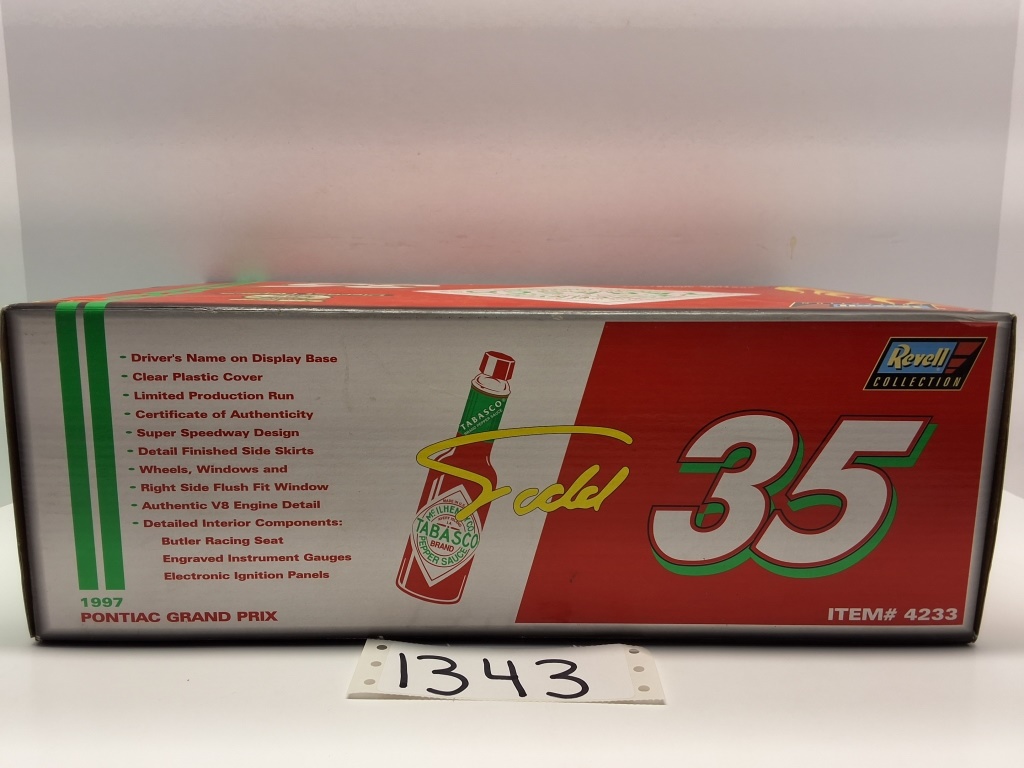 • Driver's Name on Display Base
• Clear Plastic Cover
• Limited Production Run
• Certificate of Authenticity
• Super Speedway Design
• Detail Finished Side Skirts
• Wheels, Windows and
• Right Side Flush Fit Window
• Authentic V8 Engine Detail
• Detailed Interior Components:
Butler Racing Seat
Engraved Instrument Gauges
Electronic Ignition Panels
1997
PONTIAC GRAND PRIX
TABASCO
McILHENNY CO.
TABASCO
BRAND
PEPPER SAUCE
Todd
Revell
COLLECTION
35
ITEM# 4233
1343